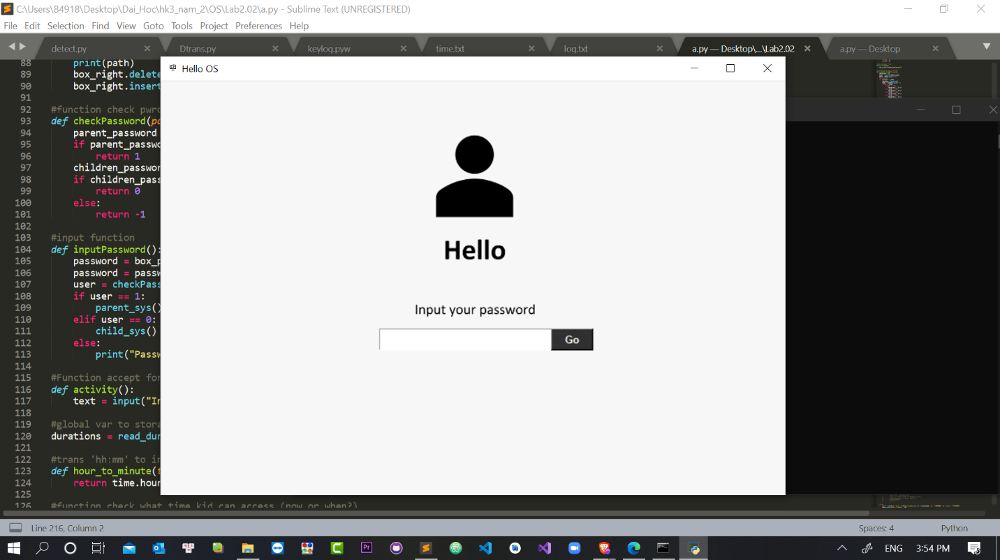 C:\Users\84918\Desktop\Dai_Hoc\hk3_nam_2\OS\Lab2.02\a.py - Sublime Text (UNREGISTERED)
File Edit Selection Find View Goto Tools Project Preferences Help
detect.py Dtrans.py keylog.pyw time.txt log.txt a.py — Desktop\...\Lab2.02 a.py — Desktop
88 print(path)
89 box_right.delete
90 box_right.insert
91
92 #function check pwrd
93 def checkPassword(pa
94 parent_password
95 if parent_passwo
96 return 1
97 children_passwor
98 if children_pass
99 return 0
100 else:
101 return -1
102
103 #input function
104 def inputPassword():
105 password = box_p
106 password = passw
107 user = checkPass
108 if user == 1:
109 parent_sys()
110 elif user == 0:
111 child_sys()
112 else:
113 print("Passw
114
115 #Function accept for
116 def activity():
117 text = input("In
118
119 #global var to stora
120 durations = read_dur
121
122 #trans 'hh:mm' to in
123 def hour_to_minute(t
124 return time.hour
125
126 #function check what time kid can access (now or when?)
Hello OS
Hello
Input your password
Go
Line 216, Column 2 Spaces: 4 Python
ENG 3:54 PM